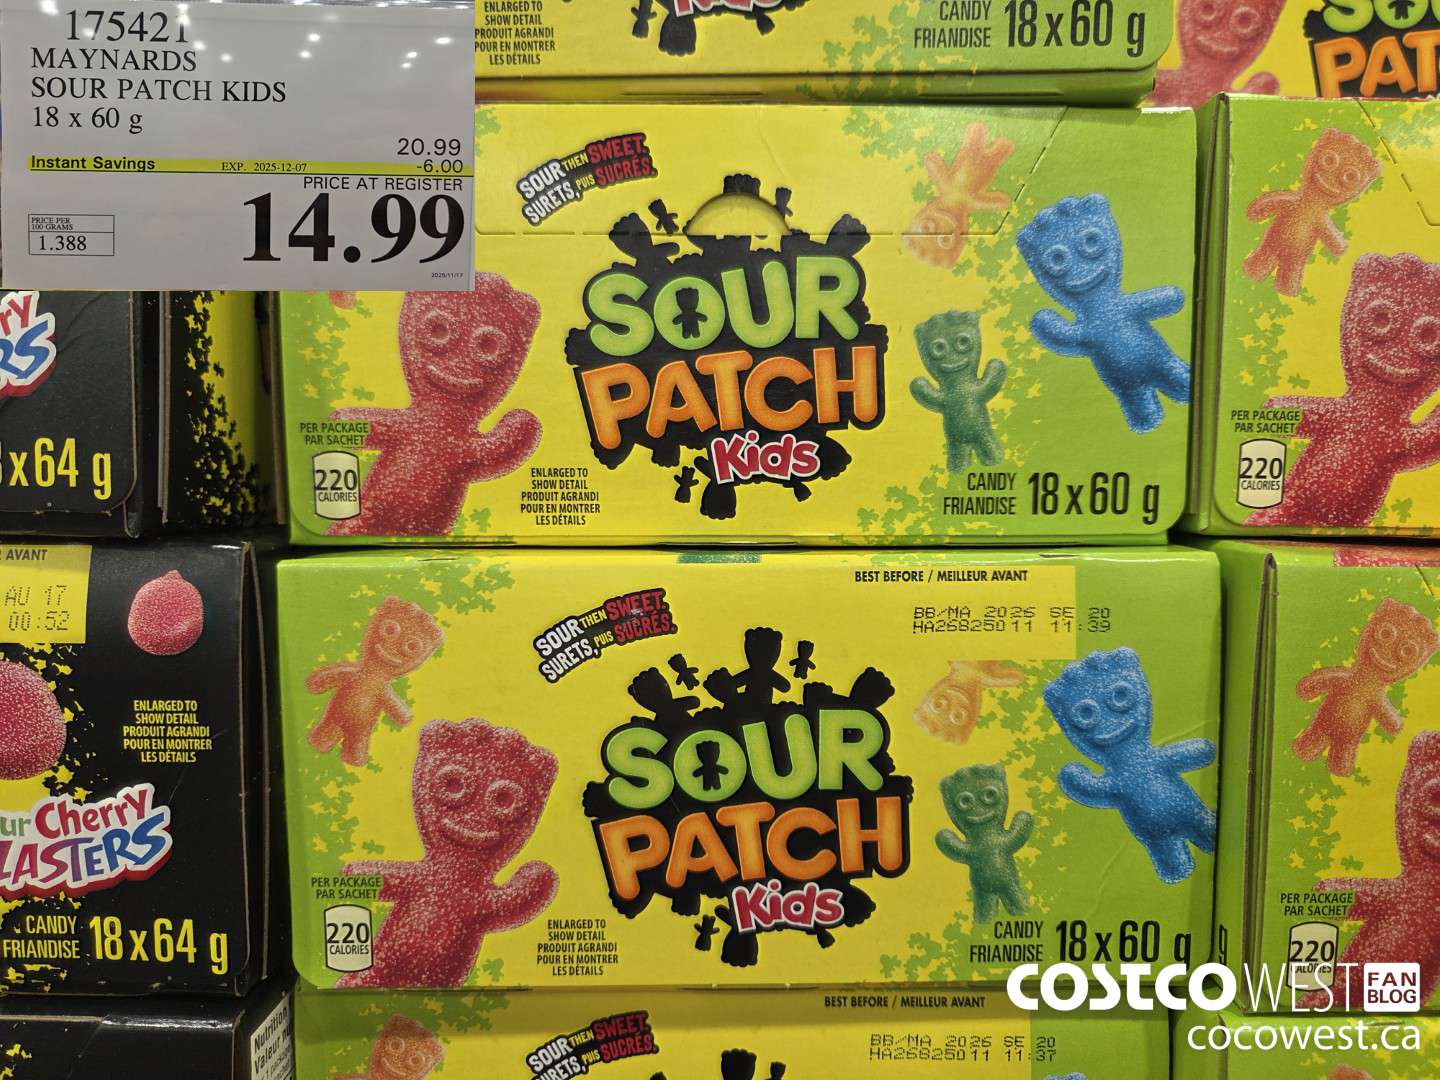 175421
MAYNARDS
SOUR PATCH KIDS
18 x 60 g
20.99
Instant Savings EXP. 2025-12-07 -6.00
PRICE AT REGISTER
14.99
PRICE PER
100 GRAMS
1.388
2025/11/17
ENLARGED TO
SHOW DETAIL
PRODUIT AGRANDI
POUR EN MONTRER
LES DÉTAILS
Kids
CANDY
FRIANDISE
18 x 60 g
SOUR THEN SWEET.
SURETS, PUIS SUCRÉS.
SOUR
PATCH
Kids
PER PACKAGE
PAR SACHET
220
CALORIES
ENLARGED TO
SHOW DETAIL
PRODUIT AGRANDI
POUR EN MONTRER
LES DÉTAILS
CANDY
FRIANDISE
18 x 60 g
PER PACKAGE
PAR SACHET
220
CALORIES
x 64 g
AVANT
AU 17
00:52
ENLARGED TO
SHOW DETAIL
PRODUIT AGRANDI
POUR EN MONTRER
LES DÉTAILS
ur Cherry
LASTERS
CANDY
FRIANDISE
18 x 64 g
BEST BEFORE / MEILLEUR AVANT
BB/MA 2026 SE 20
HA26825011 11:39
SOUR THEN SWEET.
SURETS, PUIS SUCRÉS.
SOUR
PATCH
Kids
PER PACKAGE
PAR SACHET
220
CALORIES
ENLARGED TO
SHOW DETAIL
PRODUIT AGRANDI
POUR EN MONTRER
LES DÉTAILS
CANDY
FRIANDISE
18 x 60 g
g
PER PACKAGE
PAR SACHET
220
CALORIES
BEST BEFORE / MEILLEUR AVANT
BB/MA 2026 SE 20
HA26825011 11:37
SOUR THEN SWEET.
SURETS, PUIS SUCRÉS.
Nutrition
Valeur
COSTCO WEST FAN BLOG
cocowest.ca